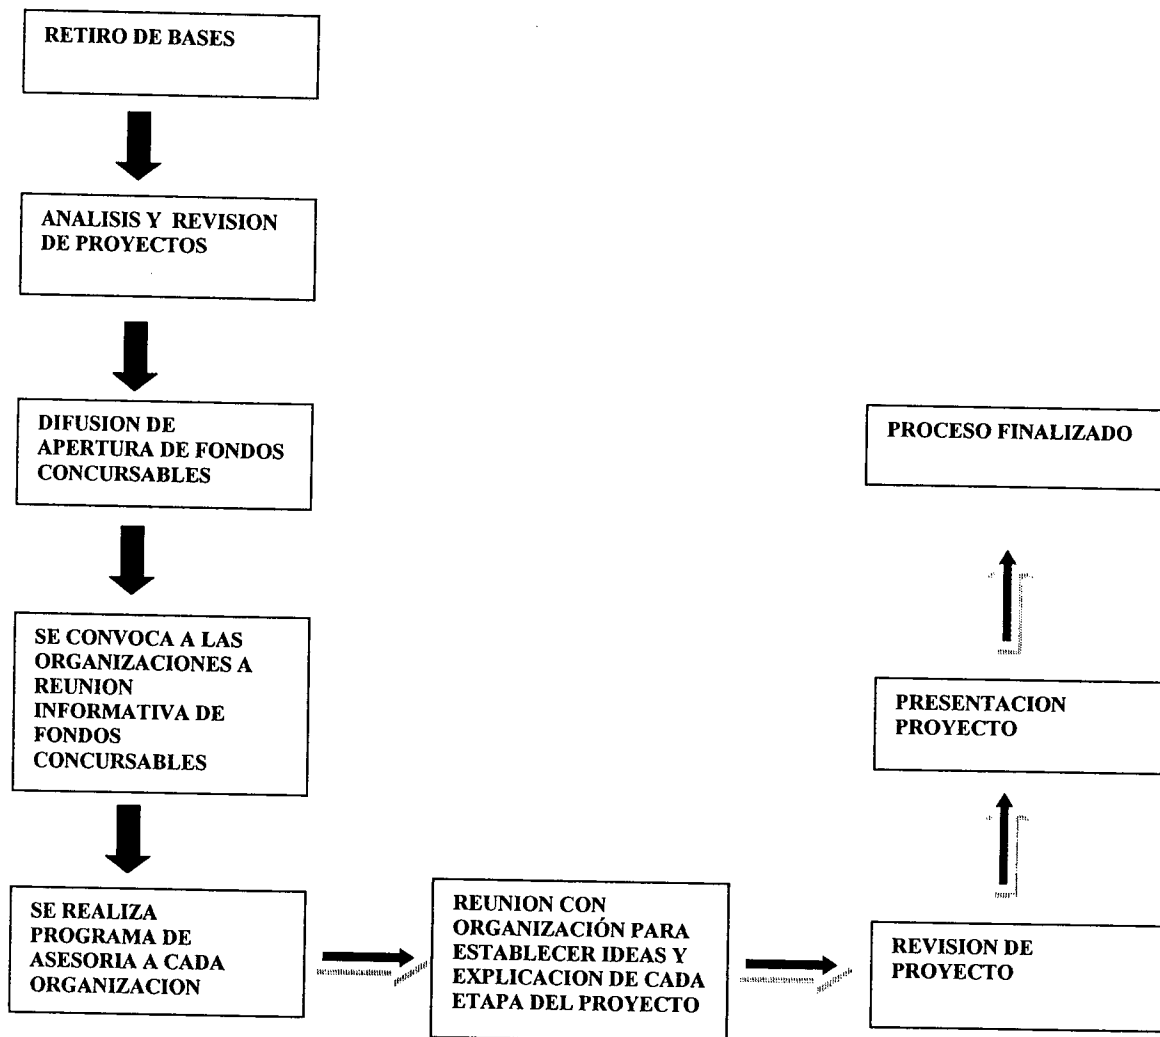 RETIRO DE BASES
ANALISIS Y REVISION
DE PROYECTOS
DIFUSION DE
APERTURA DE FONDOS
CONCURSABLES
SE CONVOCA A LAS
ORGANIZACIONES A
REUNION
INFORMATIVA DE
FONDOS
CONCURSABLES
SE REALIZA
PROGRAMA DE
ASESORIA A CADA
ORGANIZACION
REUNION CON
ORGANIZACIÓN PARA
ESTABLECER IDEAS Y
EXPLICACION DE CADA
ETAPA DEL PROYECTO
REVISION DE
PROYECTO
PRESENTACION
PROYECTO
PROCESO FINALIZADO